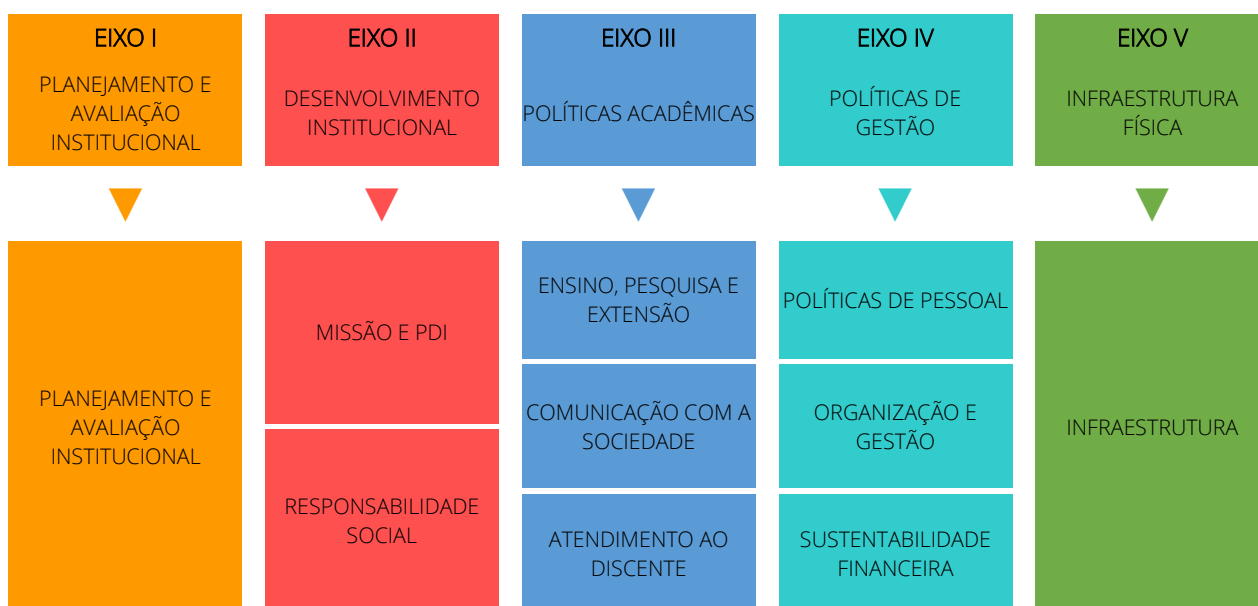 EIXO I
PLANEJAMENTO E
AVALIAÇÃO
INSTITUCIONAL
EIXO II
DESENVOLVIMENTO
INSTITUCIONAL
EIXO III
POLÍTICAS ACADÊMICAS
EIXO IV
POLÍTICAS DE
GESTÃO
EIXO V
INFRAESTRUTURA
FÍSICA
PLANEJAMENTO E
AVALIAÇÃO
INSTITUCIONAL
MISSÃO E PDI
RESPONSABILIDADE
SOCIAL
ENSINO, PESQUISA E
EXTENSÃO
COMUNICAÇÃO COM A
SOCIEDADE
ATENDIMENTO AO
DISCENTE
POLÍTICAS DE PESSOAL
ORGANIZAÇÃO E
GESTÃO
SUSTENTABILIDADE
FINANCEIRA
INFRAESTRUTURA